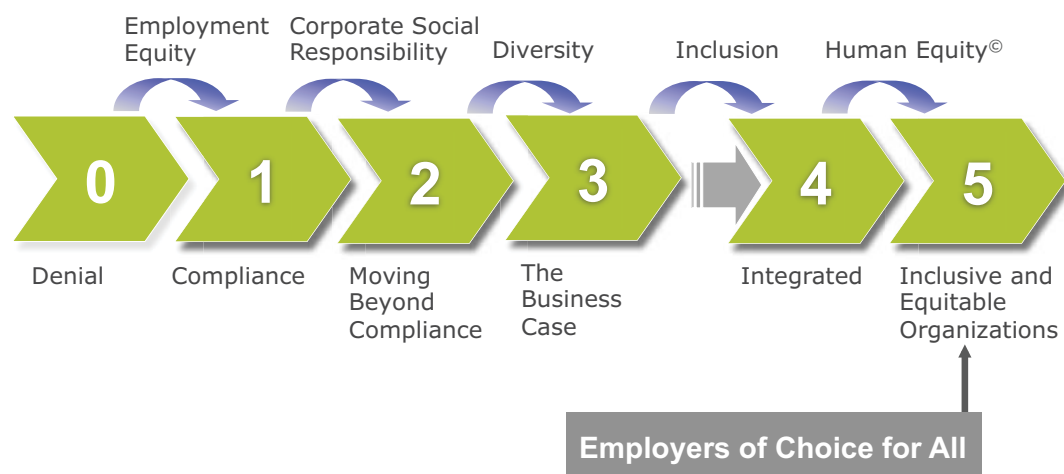 Employment
Equity
Corporate Social
Responsibility
Diversity
Inclusion
Human Equity©
0
1
2
3
4
5
Denial
Compliance
Moving
Beyond
Compliance
The
Business
Case
Integrated
Inclusive and
Equitable
Organizations
Employers of Choice for All